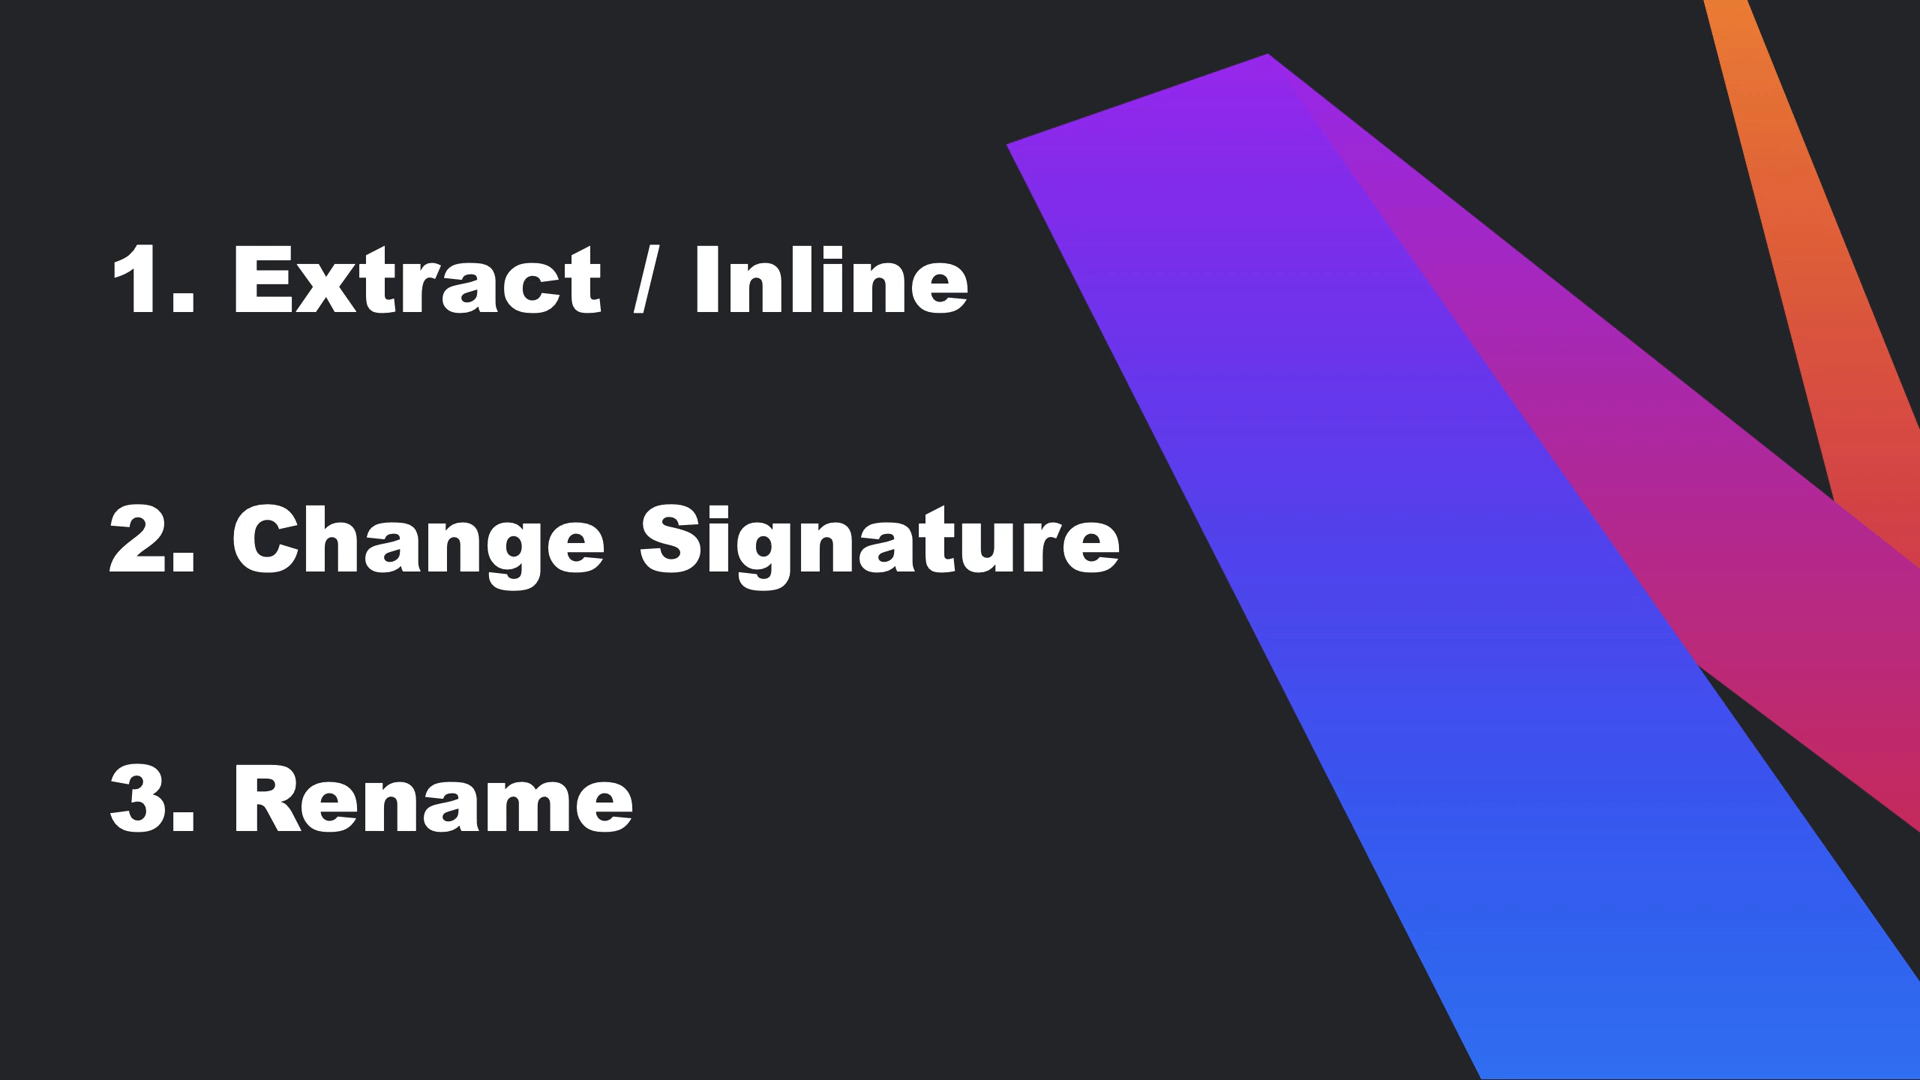 1. Extract / Inline
2. Change Signature
3. Rename